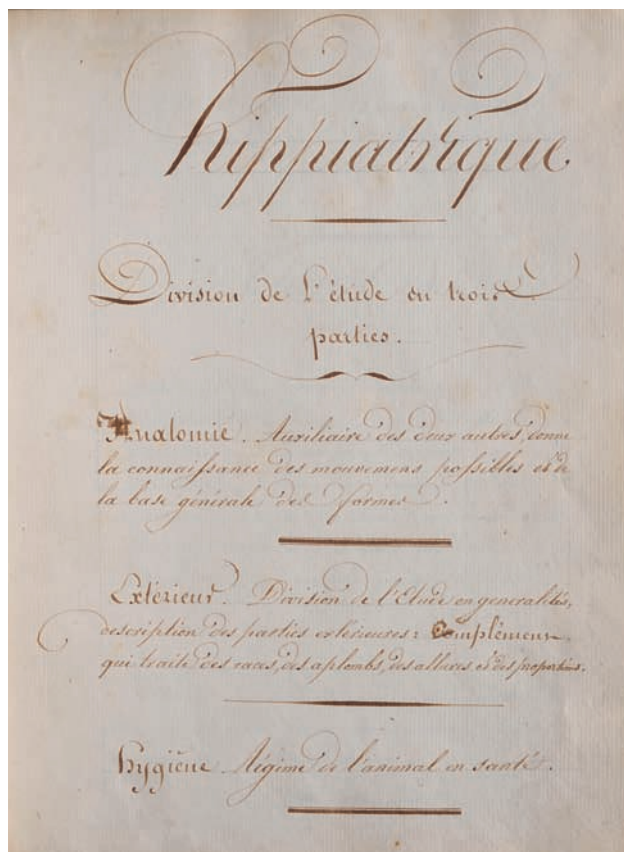 hippiatrique
Division de l'étude en trois
parties.
Anatomie. Auxiliaire des deux autres, donne
la connaissance des mouvemens possibles et de
la base générale des formes.
Extérieur. Division de l'Etude en généralités,
description des parties extérieures : Complément
qui traite des races, des aplombs, des allures et des proportions.
hygiène. Régime de l'animal en santé.